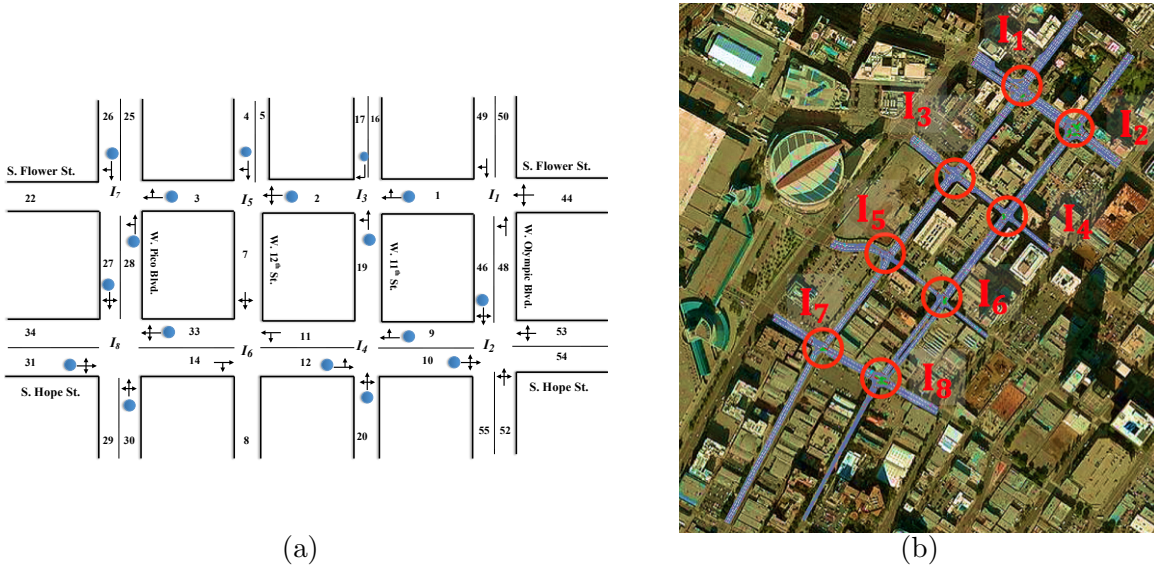 26 25 4 5 17 16 49 50
S. Flower St. S. Flower St.
I7 I5 I3 I1
22 3 2 1 44
W. Pico Blvd. W. 12th St. W. 11th St. W. Olympic Blvd.
27 28 7 19 46 48
34 33 11 9 53
I8 I6 I4 I2
31 14 12 10 54
S. Hope St. S. Hope St.
29 30 8 20 55 52
(a)
I1
I2
I3
I4
I5
I6
I7
I8
(b)